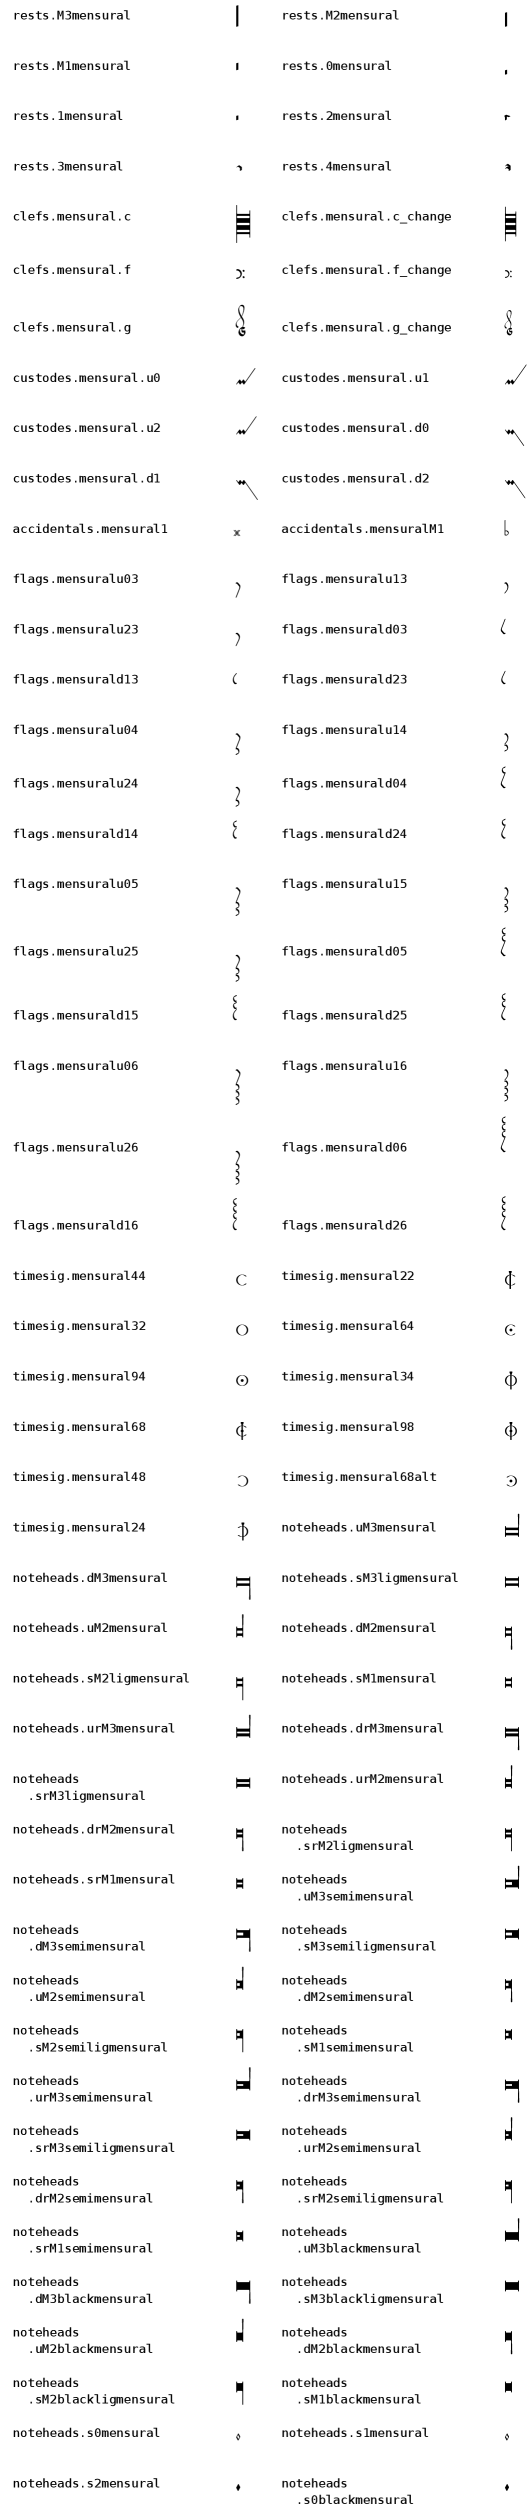 rests.M3mensural rests.M2mensural
rests.M1mensural rests.0mensural
rests.1mensural rests.2mensural
rests.3mensural rests.4mensural
clefs.mensural.c clefs.mensural.c_change
clefs.mensural.f clefs.mensural.f_change
clefs.mensural.g clefs.mensural.g_change
custodes.mensural.u0 custodes.mensural.u1
custodes.mensural.u2 custodes.mensural.d0
custodes.mensural.d1 custodes.mensural.d2
accidentals.mensural1 accidentals.mensuralM1
flags.mensuralu03 flags.mensuralu13
flags.mensuralu23 flags.mensurald03
flags.mensurald13 flags.mensurald23
flags.mensuralu04 flags.mensuralu14
flags.mensuralu24 flags.mensurald04
flags.mensurald14 flags.mensurald24
flags.mensuralu05 flags.mensuralu15
flags.mensuralu25 flags.mensurald05
flags.mensurald15 flags.mensurald25
flags.mensuralu06 flags.mensuralu16
flags.mensuralu26 flags.mensurald06
flags.mensurald16 flags.mensurald26
timesig.mensural44 timesig.mensural22
timesig.mensural32 timesig.mensural64
timesig.mensural94 timesig.mensural34
timesig.mensural68 timesig.mensural98
timesig.mensural48 timesig.mensural68alt
timesig.mensural24 noteheads.uM3mensural
noteheads.dM3mensural noteheads.sM3ligmensural
noteheads.uM2mensural noteheads.dM2mensural
noteheads.sM2ligmensural noteheads.sM1mensural
noteheads.urM3mensural noteheads.drM3mensural
noteheads noteheads.urM2mensural
.srM3ligmensural
noteheads.drM2mensural noteheads
.srM2ligmensural
noteheads.srM1mensural noteheads
.uM3semimensural
noteheads noteheads
.dM3semimensural .sM3semiligmensural
noteheads noteheads
.uM2semimensural .dM2semimensural
noteheads noteheads
.sM2semiligmensural .sM1semimensural
noteheads noteheads
.urM3semimensural .drM3semimensural
noteheads noteheads
.srM3semiligmensural .urM2semimensural
noteheads noteheads
.drM2semimensural .srM2semiligmensural
noteheads noteheads
.srM1semimensural .uM3blackmensural
noteheads noteheads
.dM3blackmensural .sM3blackligmensural
noteheads noteheads
.uM2blackmensural .dM2blackmensural
noteheads noteheads
.sM2blackligmensural .sM1blackmensural
noteheads.s0mensural noteheads.s1mensural
noteheads.s2mensural noteheads
.s0blackmensural